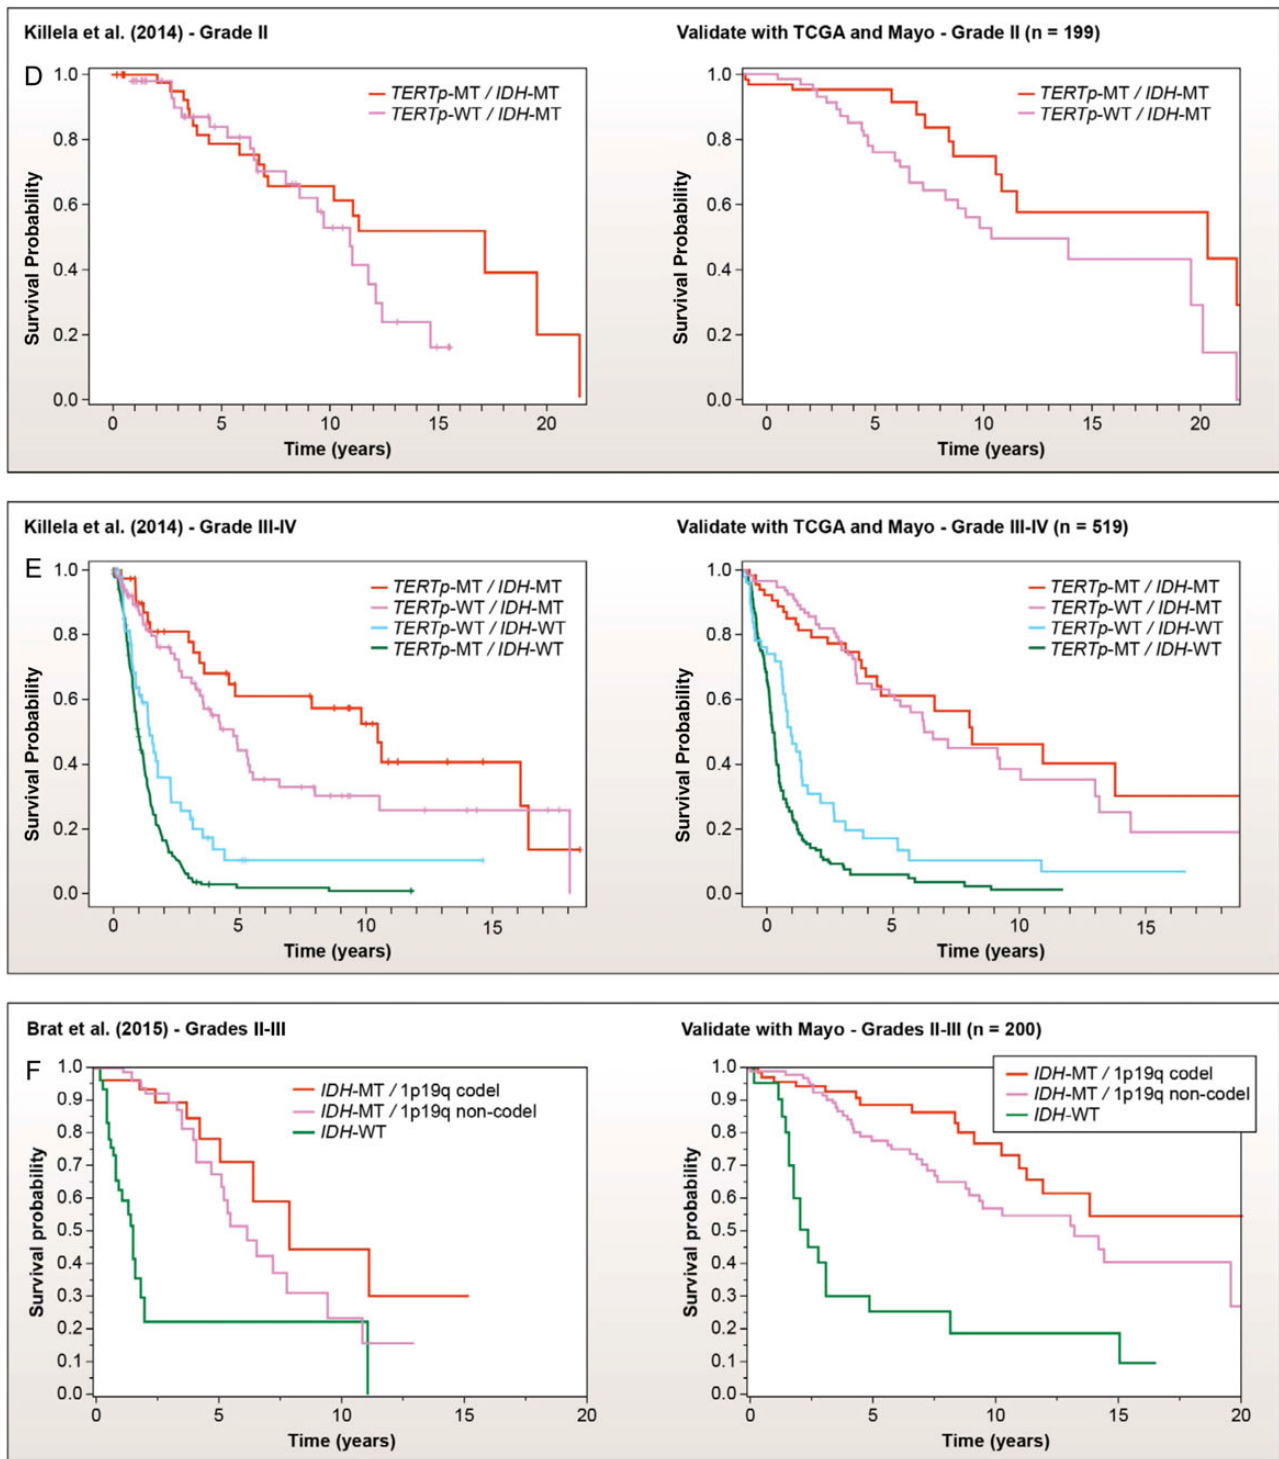 Killela et al. (2014) - Grade II
Validate with TCGA and Mayo - Grade II (n = 199)
D
1.0
0.8
0.6
0.4
0.2
0.0
Survival Probability
TERTp-MT / IDH-MT
TERTp-WT / IDH-MT
0 5 10 15 20
Time (years)
1.0
0.8
0.6
0.4
0.2
0.0
Survival Probability
TERTp-MT / IDH-MT
TERTp-WT / IDH-MT
0 5 10 15 20
Time (years)
Killela et al. (2014) - Grade III-IV
Validate with TCGA and Mayo - Grade III-IV (n = 519)
E
1.0
0.8
0.6
0.4
0.2
0.0
Survival Probability
TERTp-MT / IDH-MT
TERTp-WT / IDH-MT
TERTp-WT / IDH-WT
TERTp-MT / IDH-WT
0 5 10 15
Time (years)
1.0
0.8
0.6
0.4
0.2
0.0
Survival Probability
TERTp-MT / IDH-MT
TERTp-WT / IDH-MT
TERTp-WT / IDH-WT
TERTp-MT / IDH-WT
0 5 10 15
Time (years)
Brat et al. (2015) - Grades II-III
Validate with Mayo - Grades II-III (n = 200)
F
1.0
0.9
0.8
0.7
0.6
0.5
0.4
0.3
0.2
0.1
0.0
Survival probability
IDH-MT / 1p19q codel
IDH-MT / 1p19q non-codel
IDH-WT
0 5 10 15 20
Time (years)
1.0
0.9
0.8
0.7
0.6
0.5
0.4
0.3
0.2
0.1
0.0
Survival probability
IDH-MT / 1p19q codel
IDH-MT / 1p19q non-codel
IDH-WT
0 5 10 15 20
Time (years)